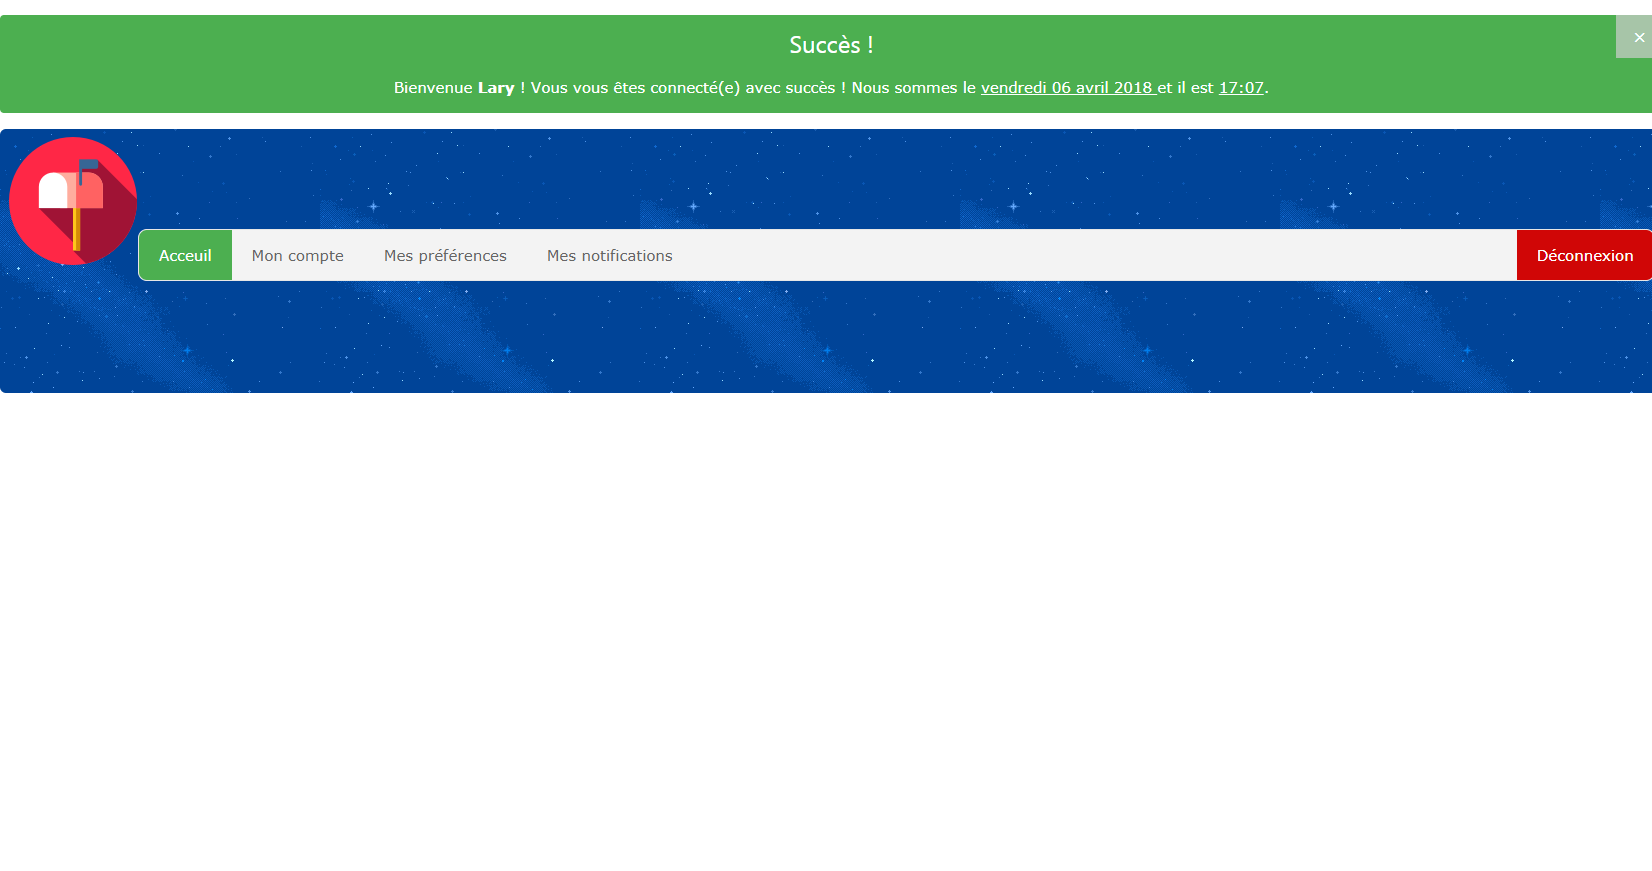 Succès !
×
Bienvenue Lary ! Vous vous êtes connecté(e) avec succès ! Nous sommes le vendredi 06 avril 2018 et il est 17:07.
Acceuil Mon compte Mes préférences Mes notifications Déconnexion